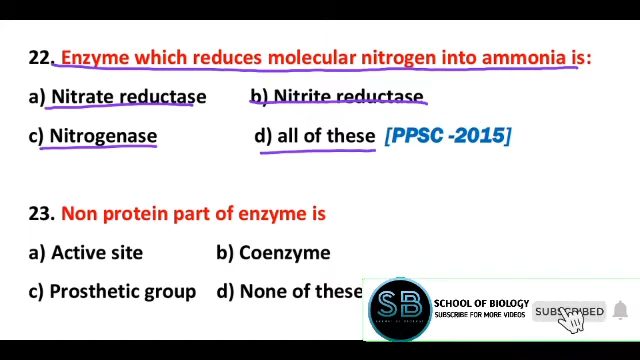 22. Enzyme which reduces molecular nitrogen into ammonia is:
a) Nitrate reductase b) Nitrite reductase
c) Nitrogenase d) all of these [PPSC -2015]
23. Non protein part of enzyme is
a) Active site b) Coenzyme
c) Prosthetic group d) None of these
SB SCHOOL OF BIOLOGY
SUBSCRIBE FOR MORE VIDEOS
SUBSCRIBED